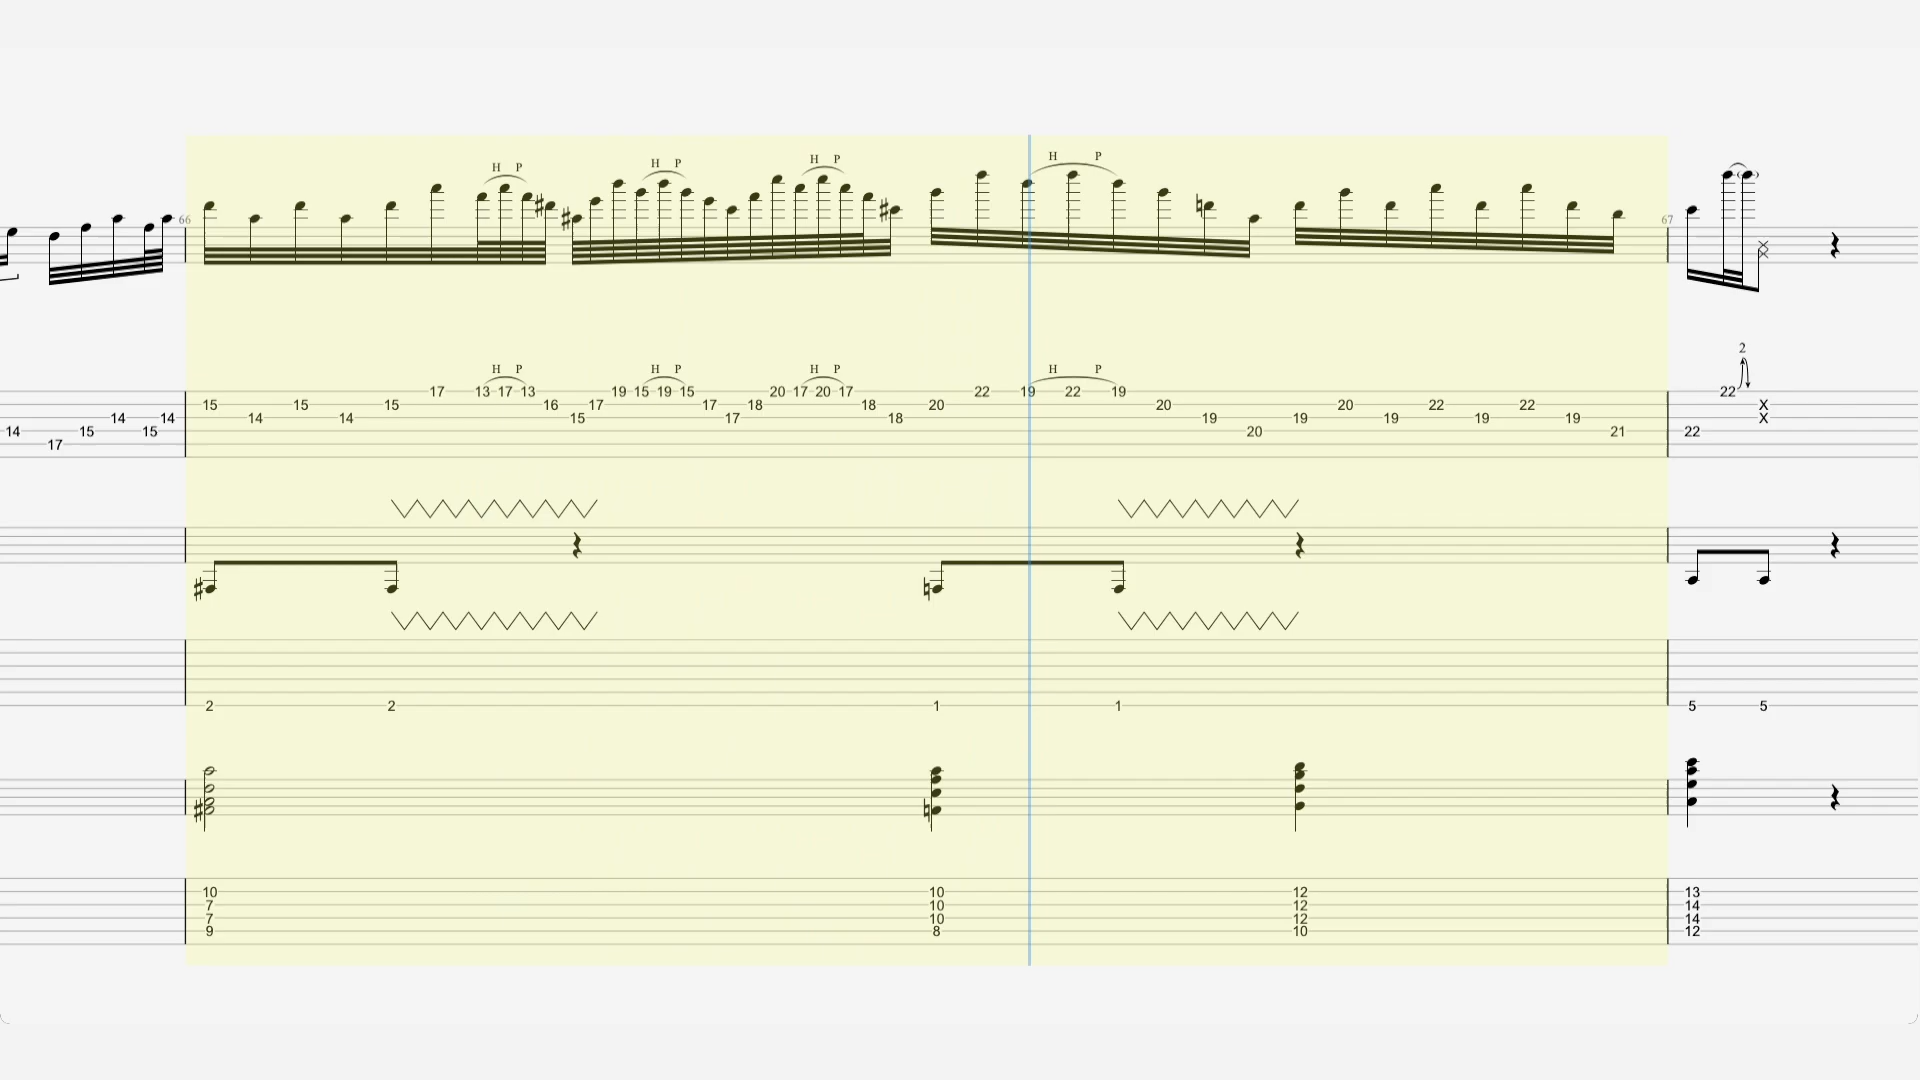 H P H P H P H P
66 67
2
H P H P H P H P
17 13 17 13 19 15 19 15 20 17 20 17 22 19 22 19 22
15 15 15 16 17 17 18 18 20 20 20 22 22 X
14 14 14 14 15 17 18 19 19 19 19 19 X
14 15 15 20 21 22
17
2 2 1 1 5 5
10 10 12 13
7 10 12 14
7 10 12 14
9 8 10 12